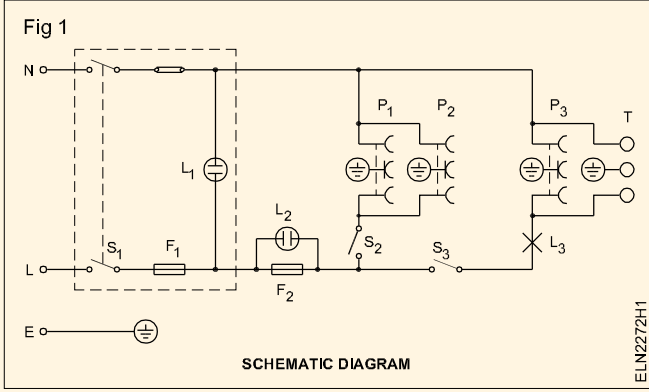 Fig 1
N
P1 P2 P3 T
L1
L2
S1 F1 S2 S3 L3
L
F2
E
SCHEMATIC DIAGRAM
ELN2272H1